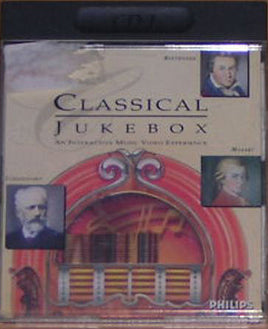 CD-I
BEETHOVEN
CLASSICAL
JUKEBOX
AN INTERACTIVE MUSIC VIDEO EXPERIENCE
MOZART
TCHAIKOVSKY
PHILIPS